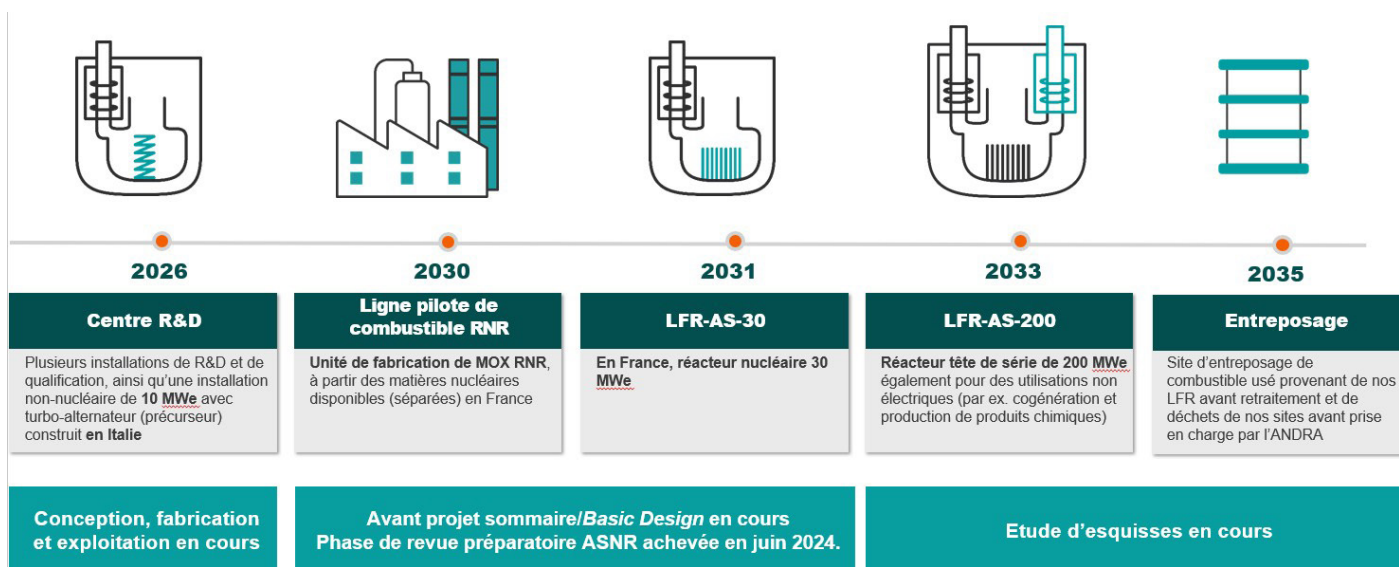 2026
2030
2031
2033
2035
Centre R&D
Plusieurs installations de R&D et de
qualification, ainsi qu'une installation
non-nucléaire de 10 MWe avec
turbo-alternateur (précurseur)
construit en Italie
Ligne pilote de
combustible RNR
Unité de fabrication de MOX RNR,
à partir des matières nucléaires
disponibles (séparées) en France
LFR-AS-30
En France, réacteur nucléaire 30
MWe
LFR-AS-200
Réacteur tête de série de 200 MWe
également pour des utilisations non
électriques (par ex. cogénération et
production de produits chimiques)
Entreposage
Site d'entreposage de
combustible usé provenant de nos
LFR avant retraitement et de
déchets de nos sites avant prise
en charge par l'ANDRA
Conception, fabrication
et exploitation en cours
Avant projet sommaire/Basic Design en cours
Phase de revue préparatoire ASNR achevée en juin 2024.
Etude d'esquisses en cours